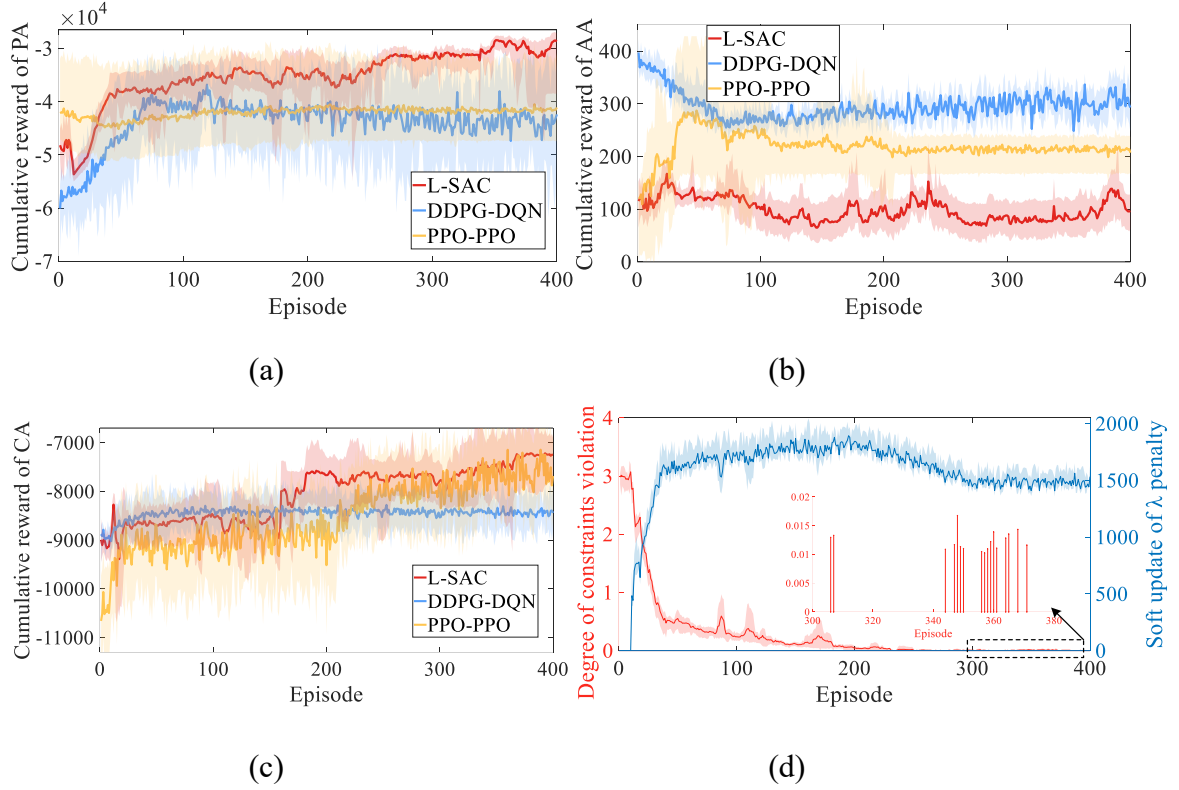 ×10⁴
Cumulative reward of PA
-3
-4
-5
-6
-7
L-SAC
DDPG-DQN
PPO-PPO
0
100
200
300
400
Episode
(a)
Cumulative reward of AA
400
300
200
100
0
L-SAC
DDPG-DQN
PPO-PPO
0
100
200
300
400
Episode
(b)
Cumulative reward of CA
-7000
-8000
-9000
-10000
-11000
L-SAC
DDPG-DQN
PPO-PPO
0
100
200
300
400
Episode
(c)
Degree of constraints violation
4
3
2
1
0
0.02
0.015
0.01
0.005
0
300
320
340
360
380
Episode
2000
1500
1000
500
0
Soft update of λ penalty
0
100
200
300
400
Episode
(d)